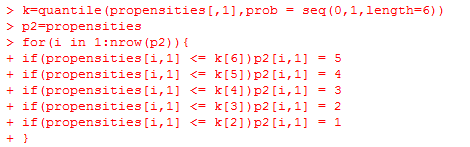 > k=quantile(propensities[,1],prob = seq(0,1,length=6))
> p2=propensities
> for(i in 1:nrow(p2)){
+ if(propensities[i,1] <= k[6])p2[i,1] = 5
+ if(propensities[i,1] <= k[5])p2[i,1] = 4
+ if(propensities[i,1] <= k[4])p2[i,1] = 3
+ if(propensities[i,1] <= k[3])p2[i,1] = 2
+ if(propensities[i,1] <= k[2])p2[i,1] = 1
+ }